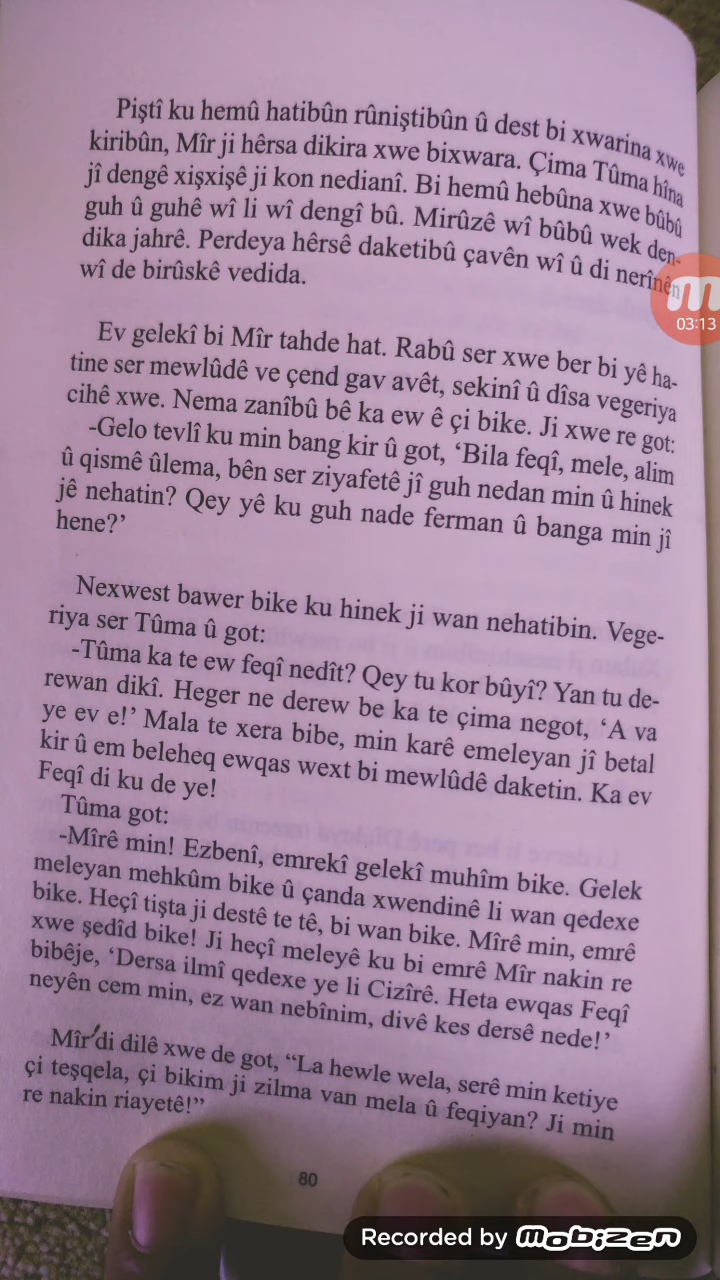 Piştî ku hemû hatibûn rûniştibûn û dest bi xwarina xwe
kiribûn, Mîr ji hêrsa dikira xwe bixwara. Çima Tûma hîna
jî dengê xişxişê ji kon nedianî. Bi hemû hebûna xwe bûbû
guh û guhê wî li wî dengî bû. Mirûzê wî bûbû wek den-
dika jahrê. Perdeya hêrsê daketibû çavên wî û di nerînên
wî de birûskê vedida.
03:13
Ev gelekî bi Mîr tahde hat. Rabû ser xwe ber bi yê ha-
tine ser mewlûdê ve çend gav avêt, sekinî û dîsa vegeriya
cihê xwe. Nema zanîbû bê ka ew ê çi bike. Ji xwe re got:
-Gelo tevlî ku min bang kir û got, ‘Bila feqî, mele, alim
û qismê ûlema, bên ser ziyafetê jî guh nedan min û hinek
jê nehatin? Qey yê ku guh nade ferman û banga min jî
hene?’
Nexwest bawer bike ku hinek ji wan nehatibin. Vege-
riya ser Tûma û got:
-Tûma ka te ew feqî nedît? Qey tu kor bûyî? Yan tu de-
rewan dikî. Heger ne derew be ka te çima negot, ‘A va
ye ev e!’ Mala te xera bibe, min karê emeleyan jî betal
kir û em beleheq ewqas wext bi mewlûdê daketin. Ka ev
Feqî di ku de ye!
Tûma got:
-Mîrê min! Ezbenî, emrekî gelekî muhîm bike. Gelek
meleyan mehkûm bike û çanda xwendinê li wan qedexe
bike. Heçî tişta ji destê te tê, bi wan bike. Mîrê min, emrê
xwe şedîd bike! Ji heçî meleyê ku bi emrê Mîr nakin re
bibêje, ‘Dersa ilmî qedexe ye li Cizîrê. Heta ewqas Feqî
neyên cem min, ez wan nebînim, divê kes dersê nede!’
Mîr di dilê xwe de got, “La hewle wela, serê min ketiye
çi teşqela, çi bikim ji zilma van mela û feqiyan? Ji min
re nakin riayetê!”
80
Recorded by mobizen